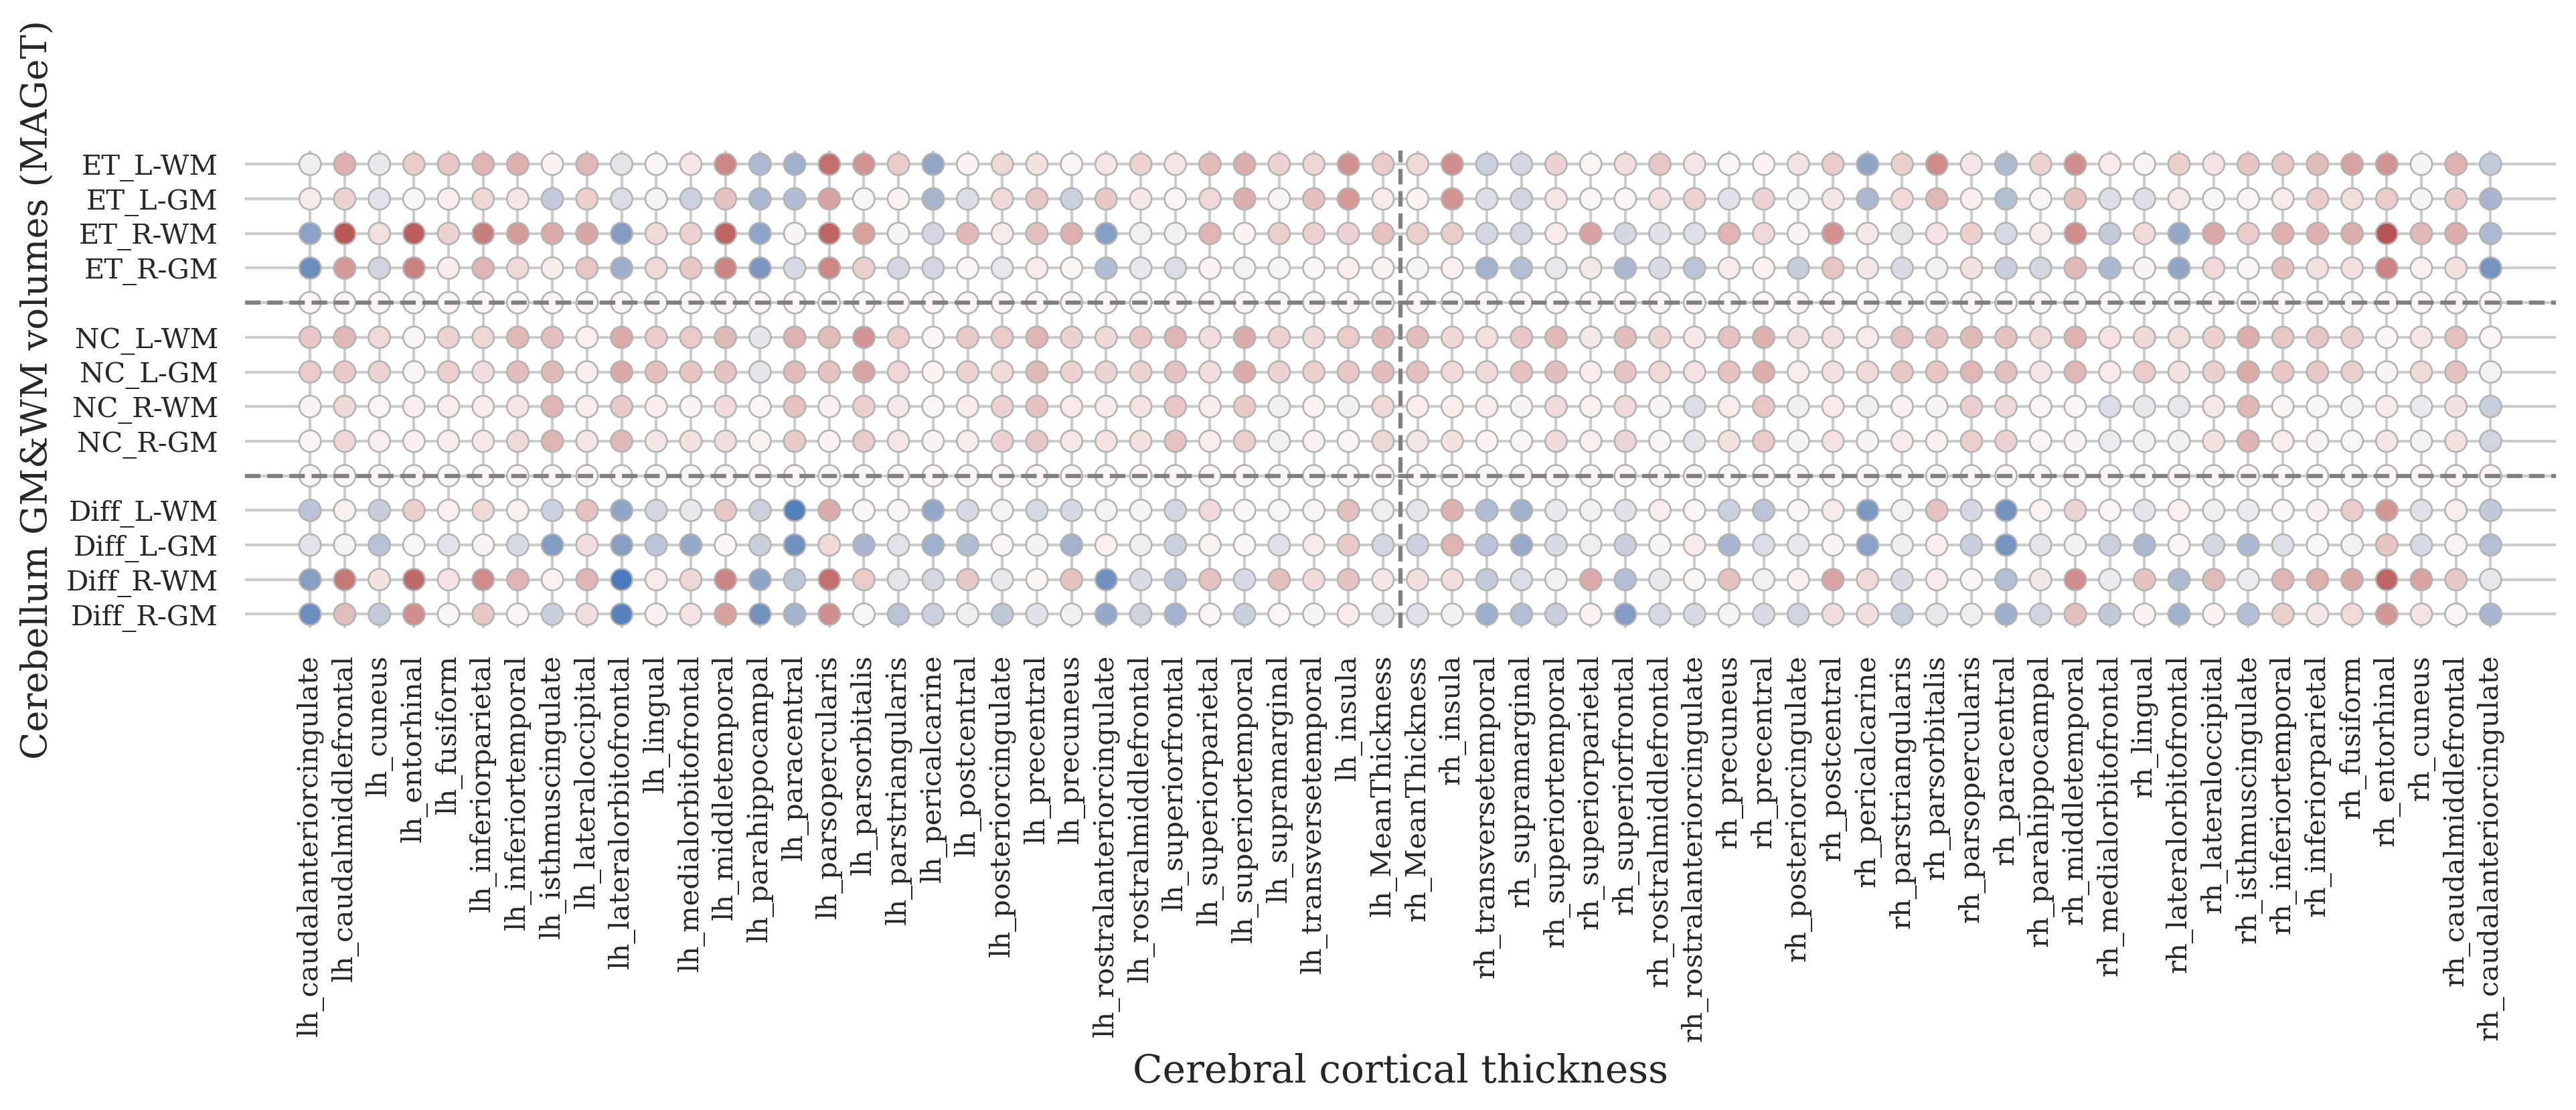 Cerebellum GM&WM volumes (MAGeT)
ET_L-WM
ET_L-GM
ET_R-WM
ET_R-GM
NC_L-WM
NC_L-GM
NC_R-WM
NC_R-GM
Diff_L-WM
Diff_L-GM
Diff_R-WM
Diff_R-GM
lh_caudalanteriorcingulate
lh_caudalmiddlefrontal
lh_cuneus
lh_entorhinal
lh_fusiform
lh_inferiorparietal
lh_inferiortemporal
lh_isthmuscingulate
lh_lateraloccipital
lh_lateralorbitofrontal
lh_lingual
lh_medialorbitofrontal
lh_middletemporal
lh_parahippocampal
lh_paracentral
lh_parsopercularis
lh_parsorbitalis
lh_parstriangularis
lh_pericalcarine
lh_postcentral
lh_posteriorcingulate
lh_precentral
lh_precuneus
lh_rostralanteriorcingulate
lh_rostralmiddlefrontal
lh_superiorfrontal
lh_superiorparietal
lh_superiortemporal
lh_supramarginal
lh_transversetemporal
lh_insula
lh_MeanThickness
rh_MeanThickness
rh_insula
rh_transversetemporal
rh_supramarginal
rh_superiortemporal
rh_superiorparietal
rh_superiorfrontal
rh_rostralmiddlefrontal
rh_rostralanteriorcingulate
rh_precuneus
rh_precentral
rh_posteriorcingulate
rh_postcentral
rh_pericalcarine
rh_parstriangularis
rh_parsorbitalis
rh_parsopercularis
rh_paracentral
rh_parahippocampal
rh_middletemporal
rh_medialorbitofrontal
rh_lingual
rh_lateralorbitofrontal
rh_lateraloccipital
rh_isthmuscingulate
rh_inferiortemporal
rh_inferiorparietal
rh_fusiform
rh_entorhinal
rh_cuneus
rh_caudalmiddlefrontal
rh_caudalanteriorcingulate
Cerebral cortical thickness